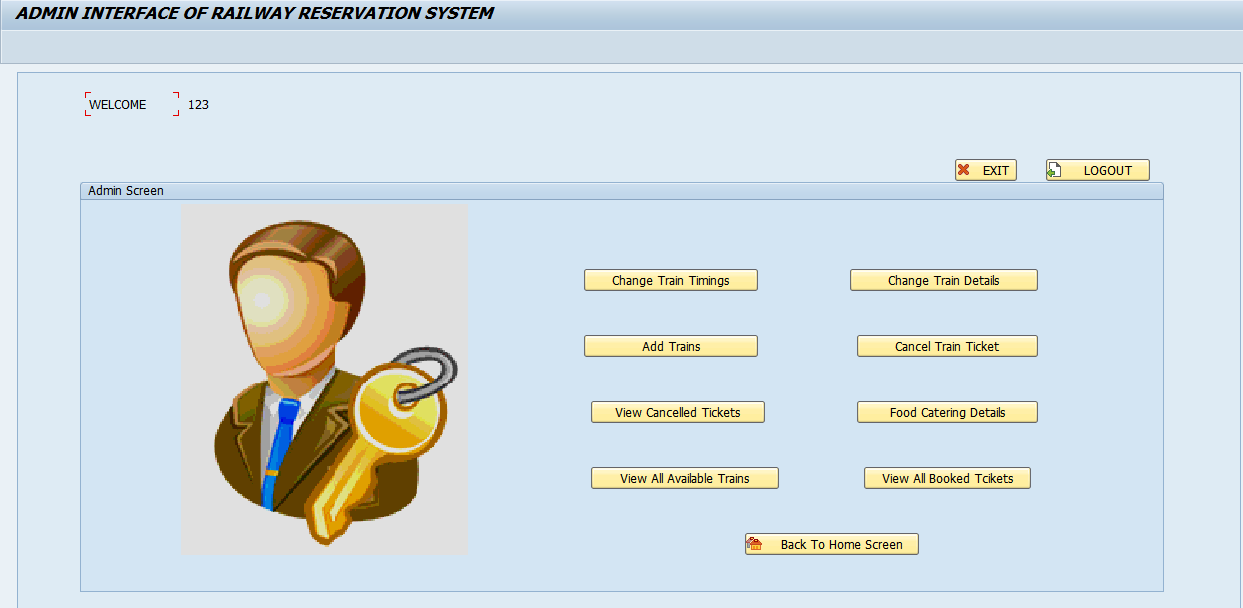 ADMIN INTERFACE OF RAILWAY RESERVATION SYSTEM
WELCOME 123
EXIT LOGOUT
Admin Screen
Change Train Timings Change Train Details
Add Trains Cancel Train Ticket
View Cancelled Tickets Food Catering Details
View All Available Trains View All Booked Tcikets
Back To Home Screen